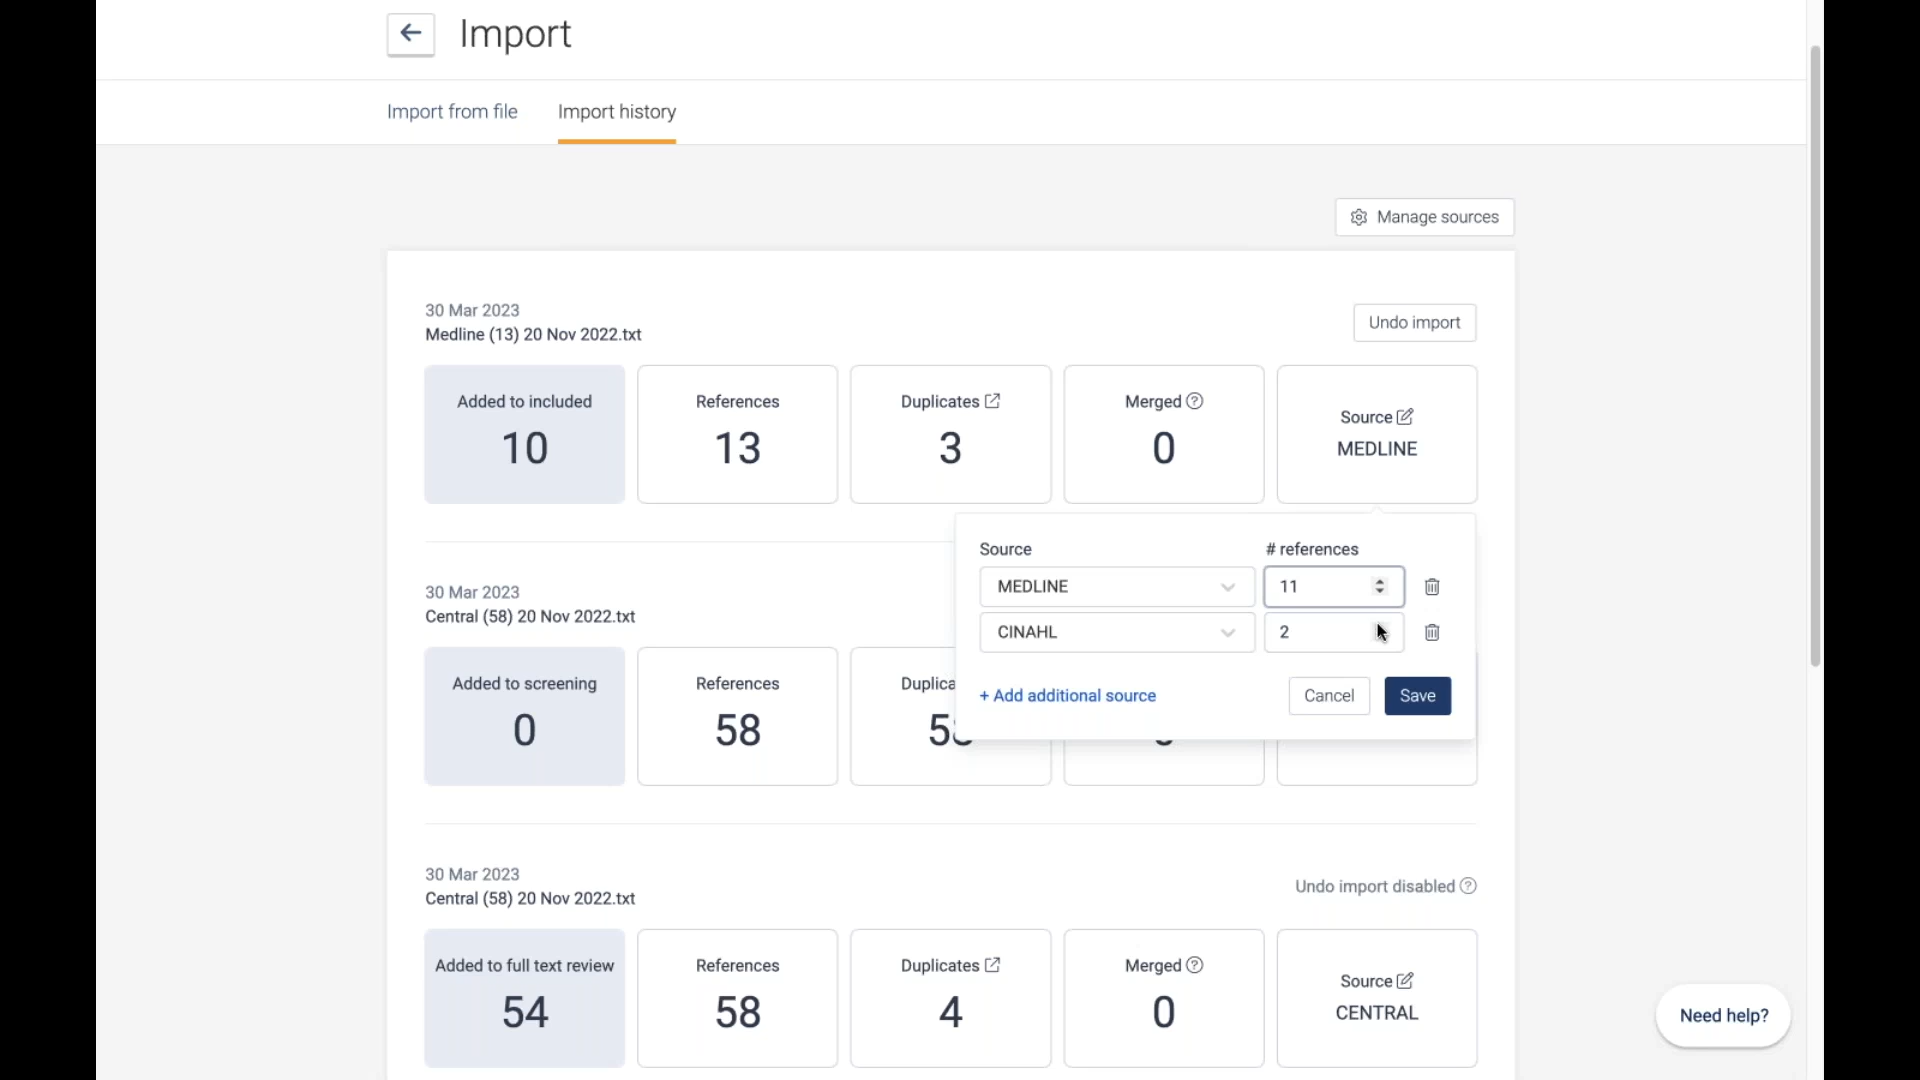 Import
Import from file
Import history
Manage sources
30 Mar 2023
Medline (13) 20 Nov 2022.txt
Undo import
Added to included
10
References
13
Duplicates
3
Merged
0
Source
MEDLINE
Source
# references
MEDLINE
11
CINAHL
2
+ Add additional source
Cancel
Save
30 Mar 2023
Central (58) 20 Nov 2022.txt
Added to screening
0
References
58
30 Mar 2023
Central (58) 20 Nov 2022.txt
Undo import disabled
Added to full text review
54
References
58
Duplicates
4
Merged
0
Source
CENTRAL
Need help?